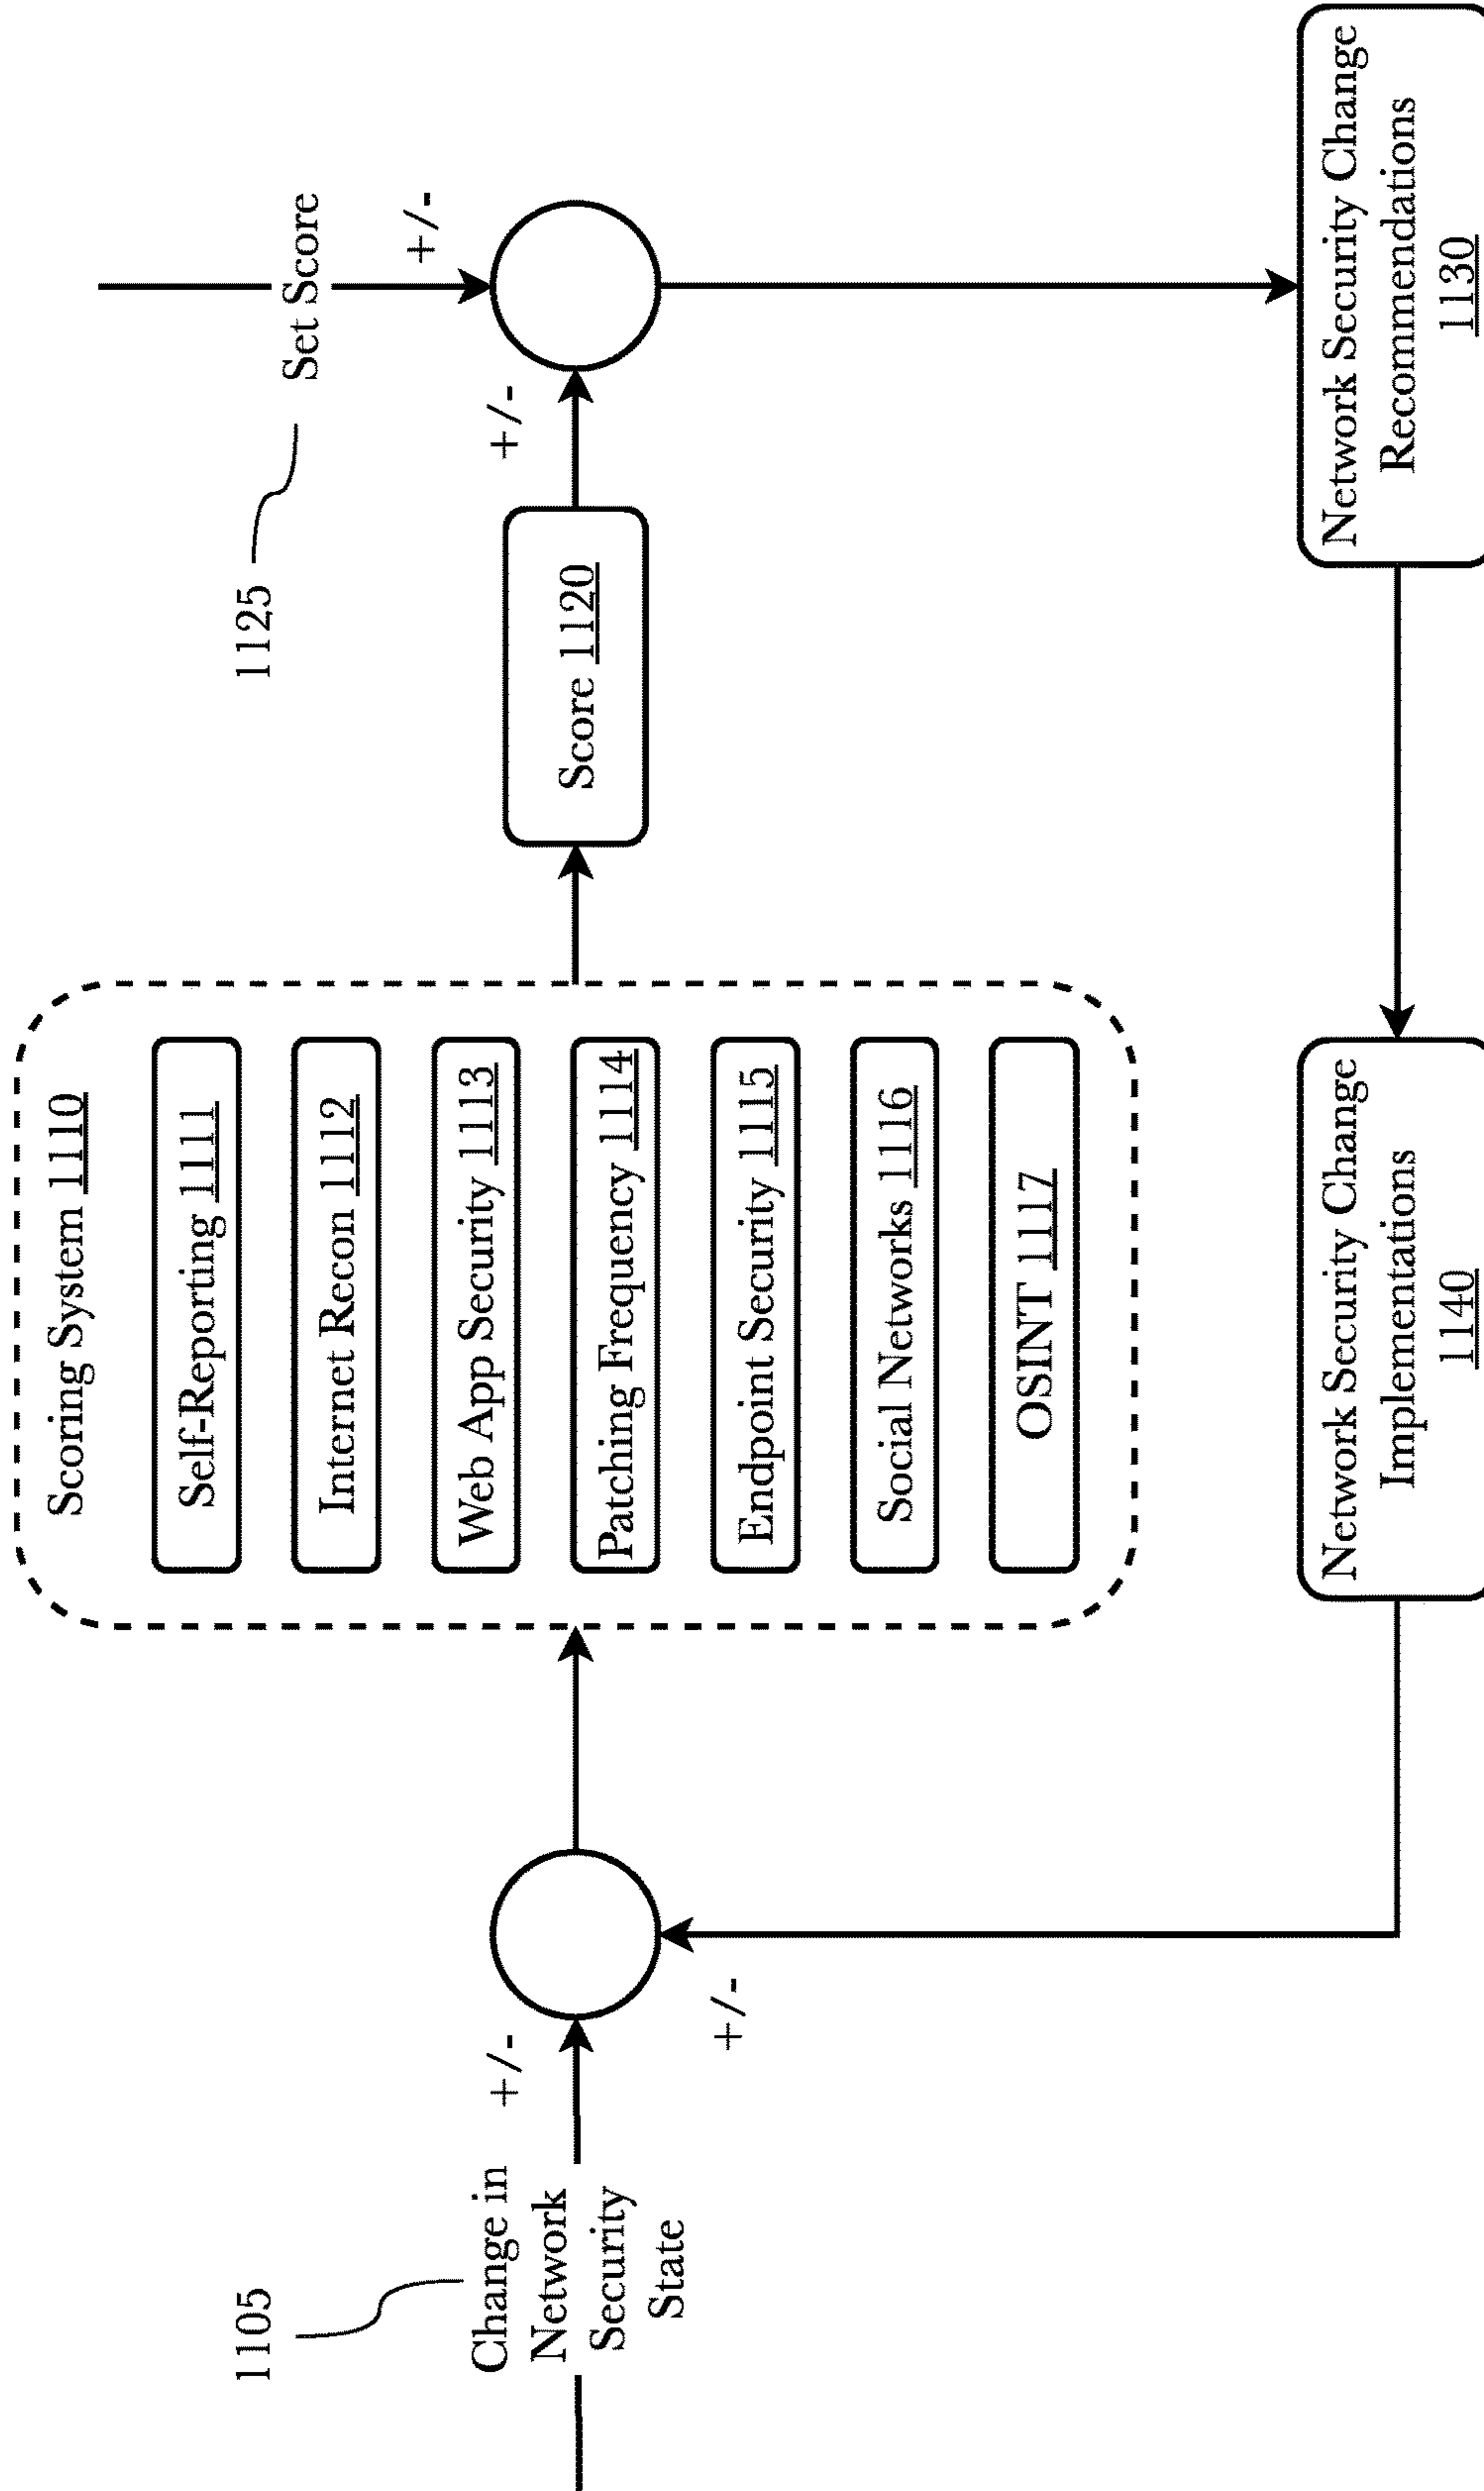 1105
Change in
Network
Security
State
+/-
+/-
Scoring System 1110
Self-Reporting 1111
Internet Recon 1112
Web App Security 1113
Patching Frequency 1114
Endpoint Security 1115
Social Networks 1116
OSINT 1117
Score 1120
+/-
1125
Set Score
+/-
Network Security Change
Recommendations
1130
Network Security Change
Implementations
1140